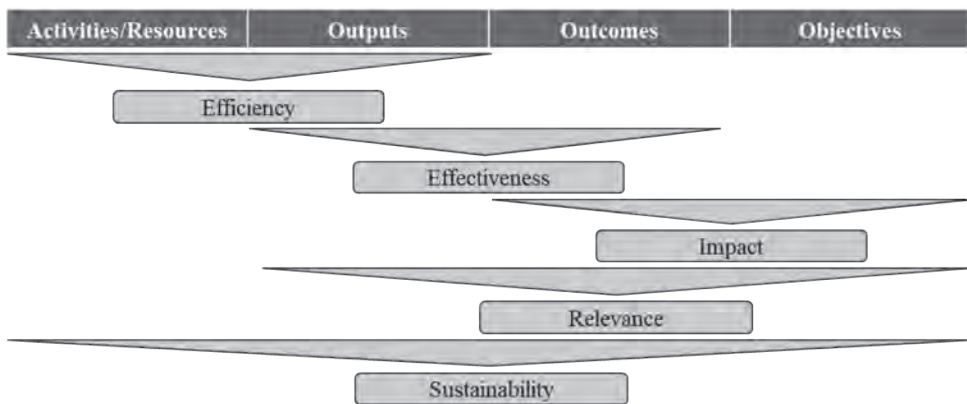 Activities/Resources Outputs Outcomes Objectives
Efficiency
Effectiveness
Impact
Relevance
Sustainability